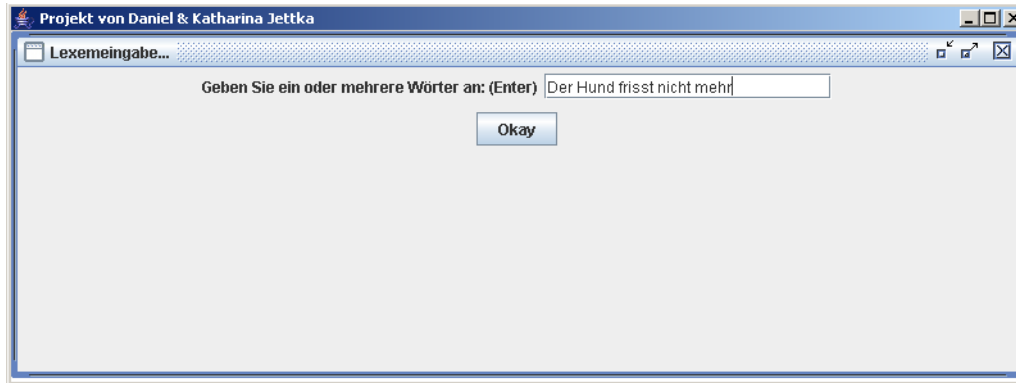 Projekt von Daniel & Katharina Jettka
Lexemeingabe...
Geben Sie ein oder mehrere Wörter an: (Enter) Der Hund frisst nicht mehr
Okay